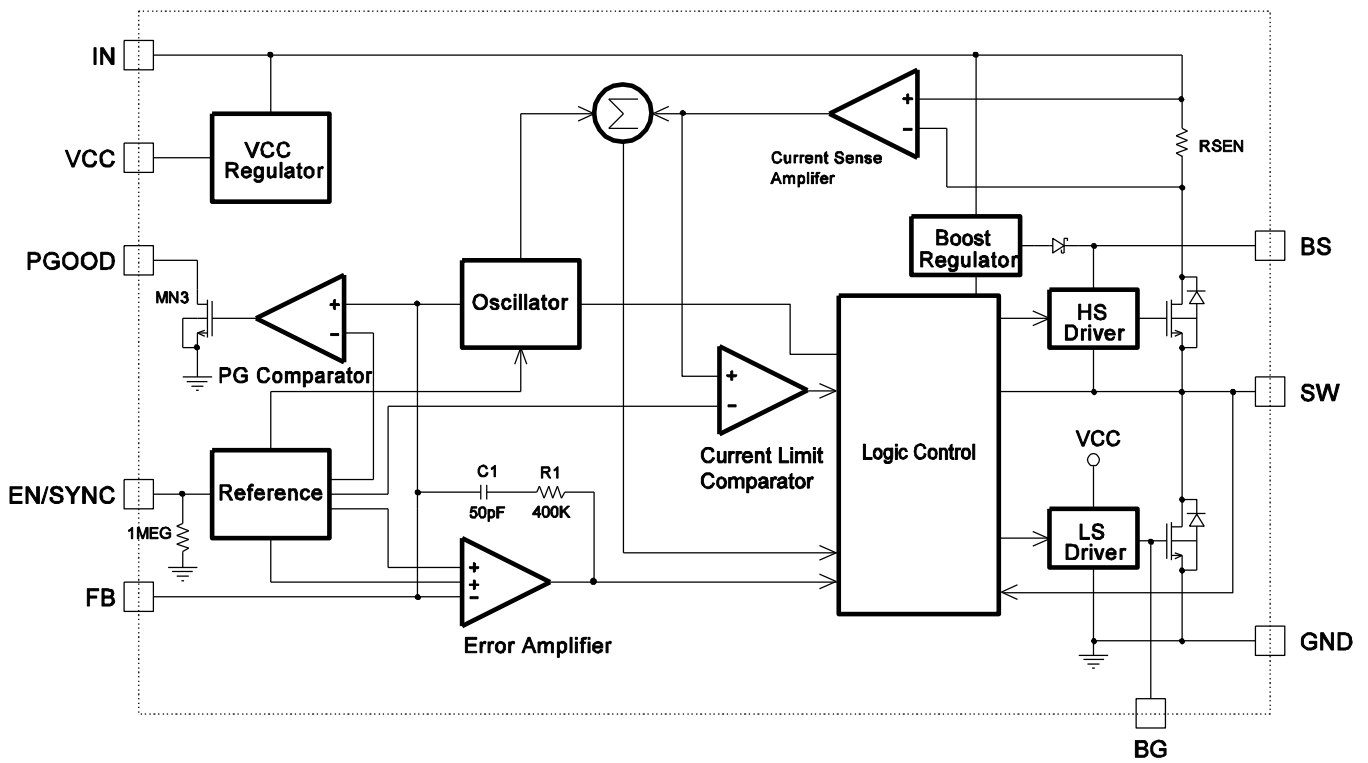 IN
VCC
VCC
Regulator
Σ
+
−
Current Sense
Amplifer
RSEN
PGOOD
MN3
+
−
PG Comparator
Oscillator
Boost
Regulator
BS
HS
Driver
+
−
Current Limit
Comparator
Logic Control
SW
VCC
EN/SYNC
Reference
1MEG
C1
50pF
R1
400K
LS
Driver
FB
+
+
−
Error Amplifier
GND
BG